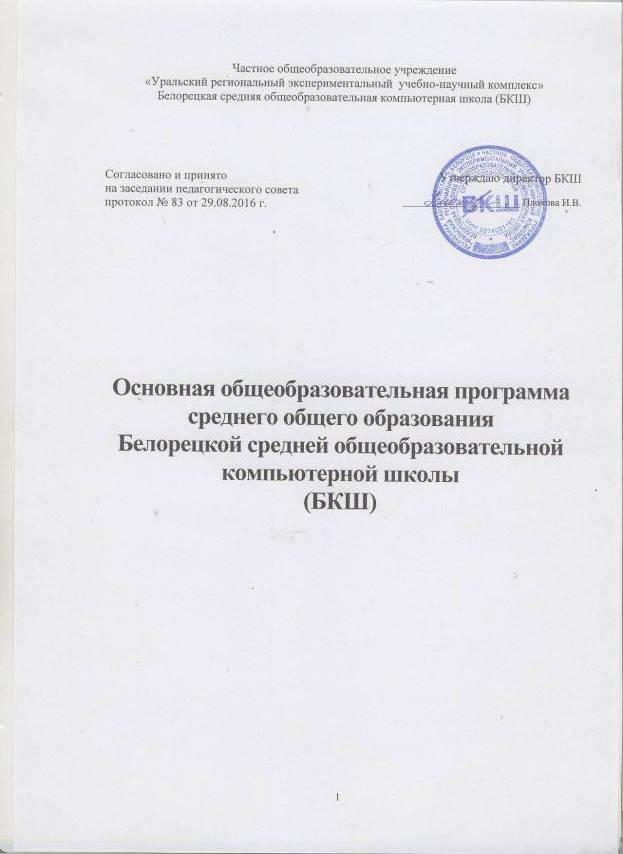 Частное общеобразовательное учреждение
«Уральский региональный экспериментальный учебно-научный комплекс»
Белорецкая средняя общеобразовательная компьютерная школа (БКШ)
Согласовано и принято
на заседании педагогического совета
протокол № 83 от 29.08.2016 г.
Утверждаю директор БКШ
Плохова И.В.
БКШ
Основная общеобразовательная программа
среднего общего образования
Белорецкой средней общеобразовательной
компьютерной школы
(БКШ)
1